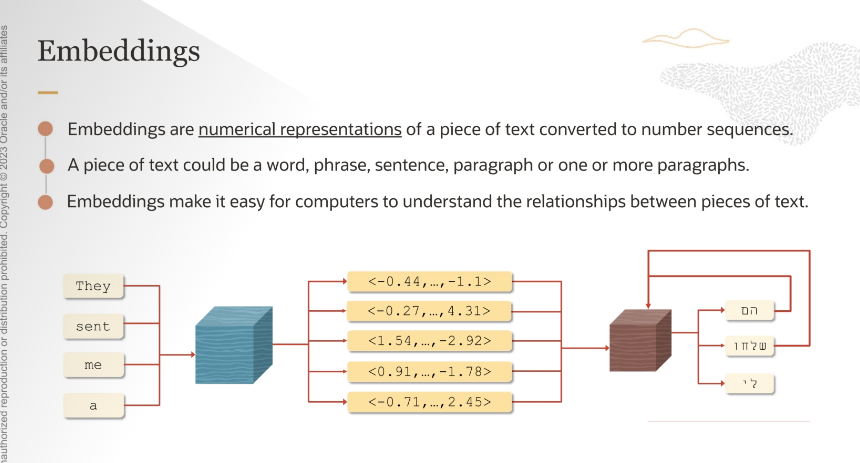 Embeddings
Embeddings are numerical representations of a piece of text converted to number sequences.
A piece of text could be a word, phrase, sentence, paragraph or one or more paragraphs.
Embeddings make it easy for computers to understand the relationships between pieces of text.
They
sent
me
a
<-0.44,…,-1.1>
<-0.27,…,4.31>
<1.54,…,-2.92>
<0.91,…,-1.78>
<-0.71,…,2.45>
הם
שלחו
לי
reproduction or distribution prohibited. Copyright © 2023 Oracle and/or its affiliates